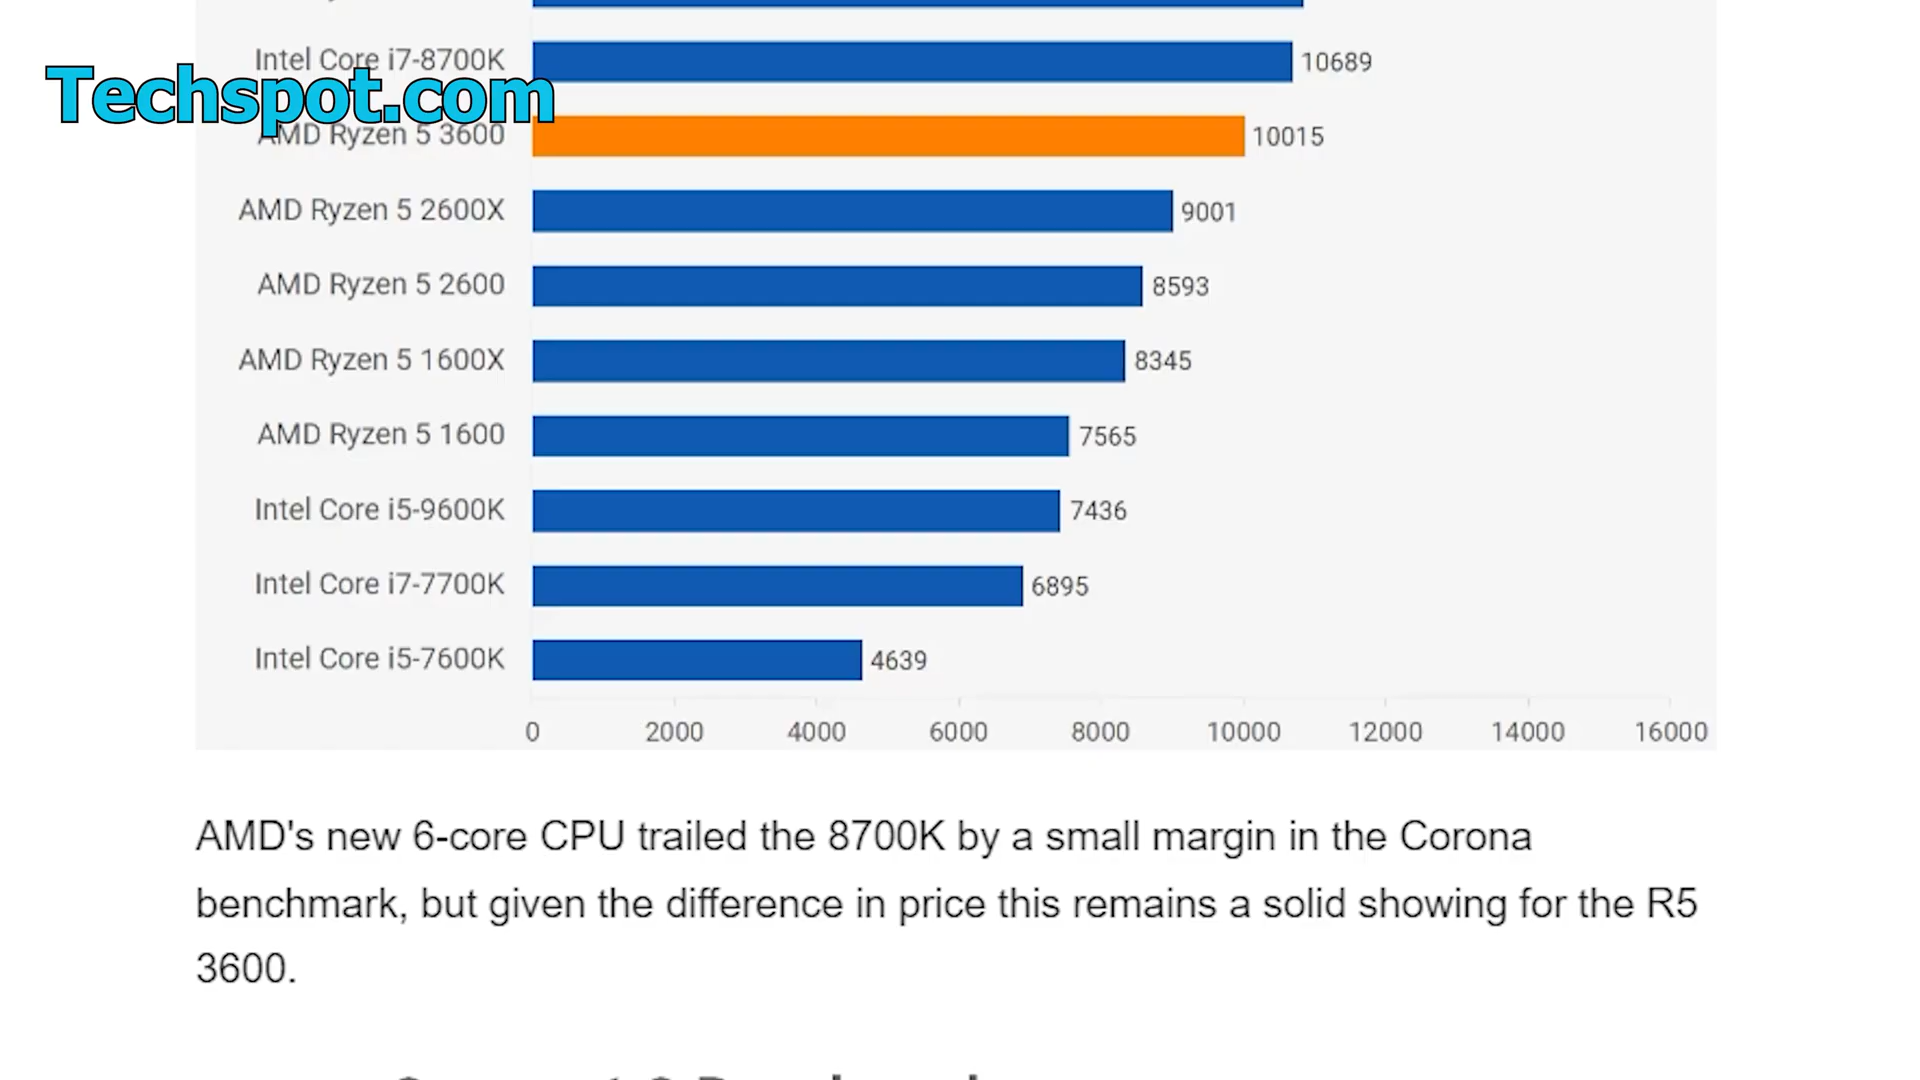 Intel Core i7-8700K 10689
Techspot.com
AMD Ryzen 5 3600 10015
AMD Ryzen 5 2600X 9001
AMD Ryzen 5 2600 8593
AMD Ryzen 5 1600X 8345
AMD Ryzen 5 1600 7565
Intel Core i5-9600K 7436
Intel Core i7-7700K 6895
Intel Core i5-7600K 4639
0 2000 4000 6000 8000 10000 12000 14000 16000
AMD's new 6-core CPU trailed the 8700K by a small margin in the Corona
benchmark, but given the difference in price this remains a solid showing for the R5
3600.